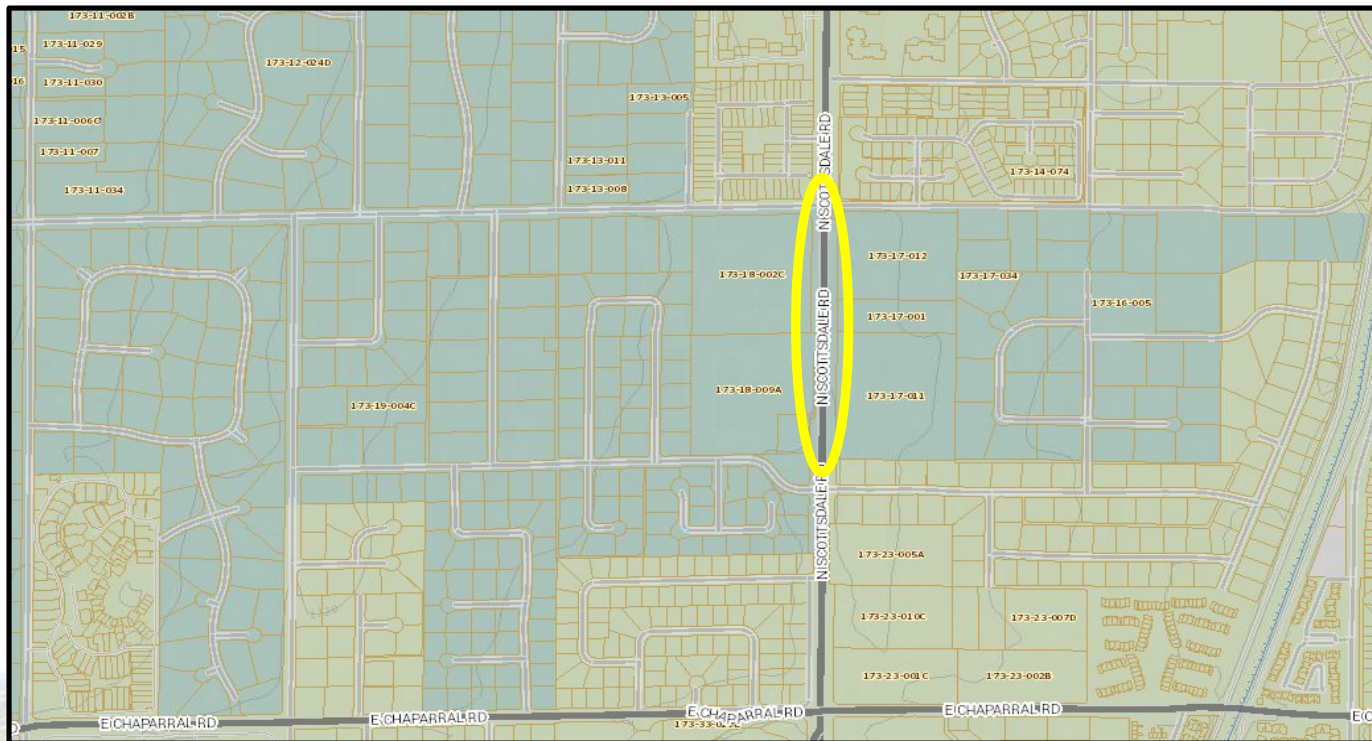 173-11-002B
015
173-11-029
173-12-024D
016
173-11-030
173-13-005
173-11-006C
173-11-007
173-13-011
173-11-034
173-13-008
N SCOTTSDALE RD
173-14-074
N SCOTTSDALE RD
173-17-012
173-18-002C
173-17-034
173-16-005
173-17-001
N SCOTTSDALE RD
173-18-009A
173-17-011
173-19-004C
N SCOTTSDALE RD
173-23-005A
173-23-010C
173-23-007D
173-23-001C
173-23-002B
E CHAPARRAL RD
E CHAPARRAL RD
E CHAPARRAL RD
E CHAPARRAL RD